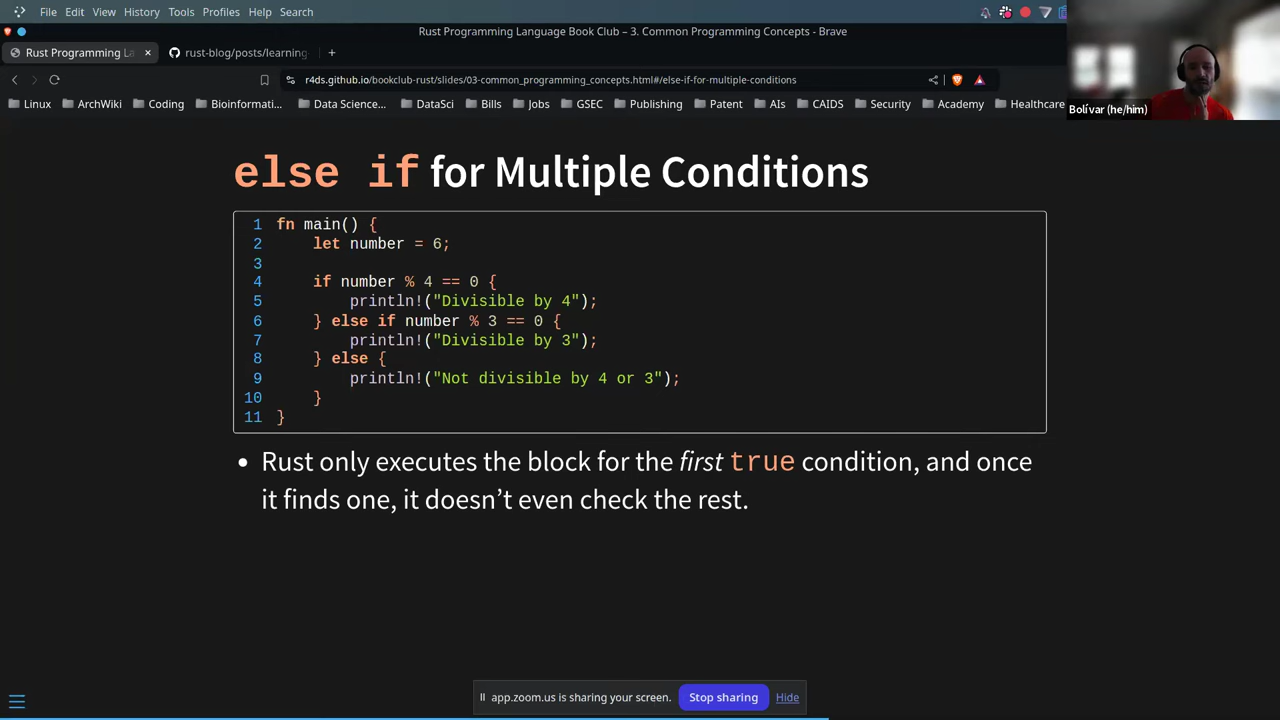 File Edit View History Tools Profiles Help Search
Rust Programming Language Book Club – 3. Common Programming Concepts - Brave
Rust Programming La
rust-blog/posts/learning
r4ds.github.io/bookclub-rust/slides/03-common_programming_concepts.html#/else-if-for-multiple-conditions
Linux ArchWiki Coding Bioinformati... Data Science... DataSci Bills Jobs GSEC Publishing Patent AIs CAIDS Security Academy Healthcare
Bolívar (he/him)
else if for Multiple Conditions
1 fn main() {
2 let number = 6;
3
4 if number % 4 == 0 {
5 println!("Divisible by 4");
6 } else if number % 3 == 0 {
7 println!("Divisible by 3");
8 } else {
9 println!("Not divisible by 4 or 3");
10 }
11 }
• Rust only executes the block for the first true condition, and once
it finds one, it doesn't even check the rest.
app.zoom.us is sharing your screen. Stop sharing Hide